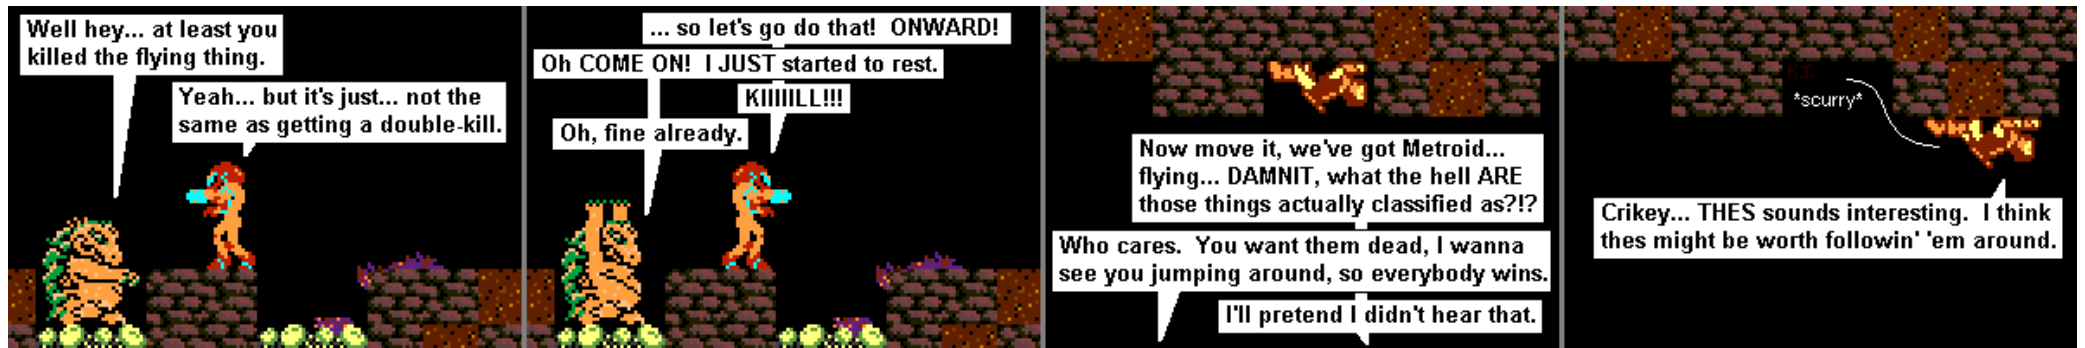 Well hey... at least you
killed the flying thing.
Yeah... but it's just... not the
same as getting a double-kill.
... so let's go do that!  ONWARD!
Oh COME ON!  I JUST started to rest.
KIIIIILL!!!
Oh, fine already.
Now move it, we've got Metroid...
flying... DAMNIT, what the hell ARE
those things actually classified as?!?
Who cares.  You want them dead, I wanna
see you jumping around, so everybody wins.
I'll pretend I didn't hear that.
*scurry*
Crikey... THES sounds interesting.  I think
thes might be worth followin' 'em around.